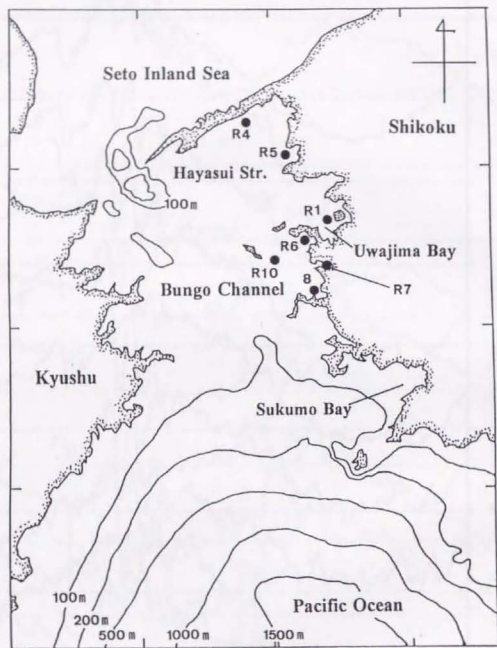 Seto Inland Sea
Shikoku
R4
R5
Hayasui Str.
100m
R1
R6
Uwajima Bay
R10
Bungo Channel
8
R7
Kyushu
Sukumo Bay
100m
200m
500m
1000m
1500m
Pacific Ocean